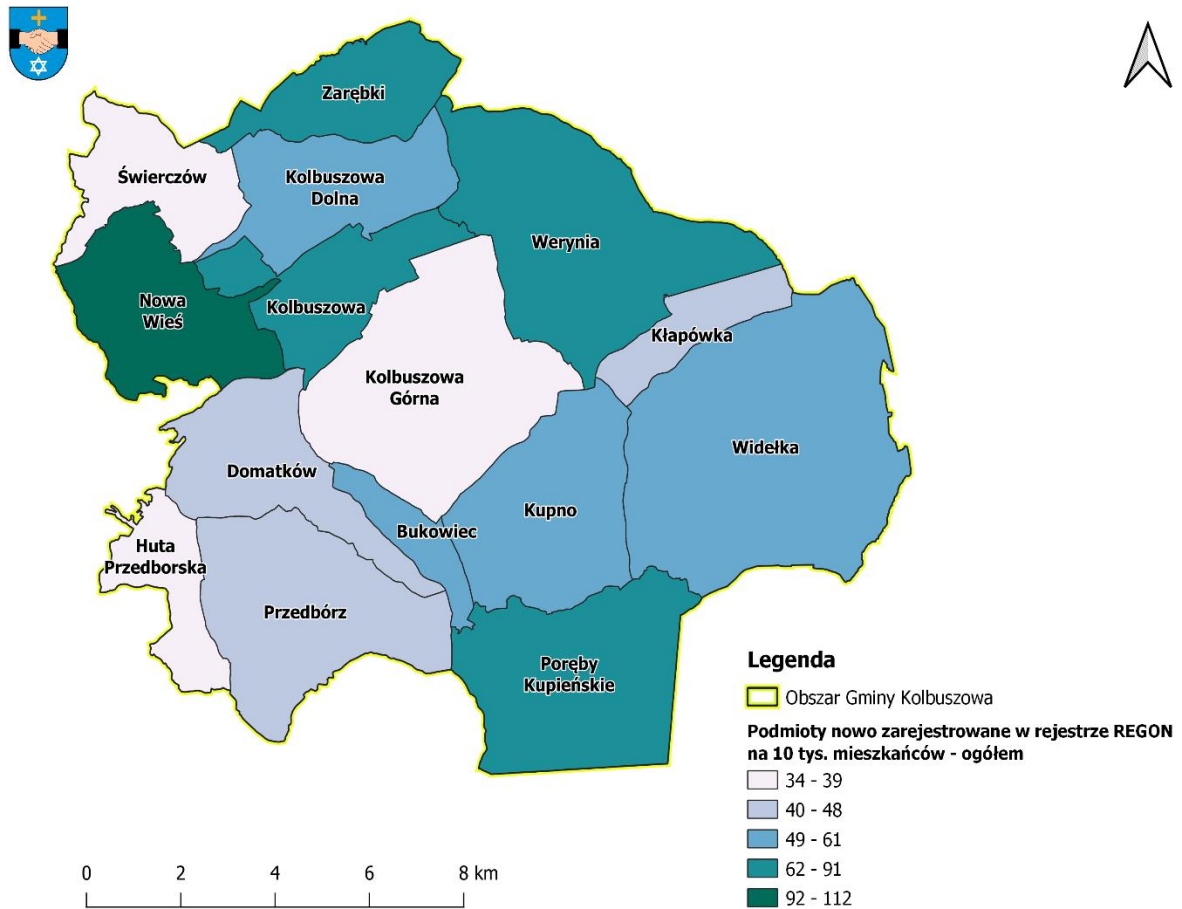 Zarębki
Świerczów
Kolbuszowa
Dolna
Werynia
Nowa
Wieś
Kolbuszowa
Kłapówka
Kolbuszowa
Górna
Widełka
Domatków
Kupno
Bukowiec
Huta
Przedborska
Przedbórz
Poręby
Kupieńskie
Legenda
Obszar Gminy Kolbuszowa
Podmioty nowo zarejestrowane w rejestrze REGON
na 10 tys. mieszkańców - ogółem
34 - 39
40 - 48
49 - 61
62 - 91
92 - 112
0 2 4 6 8 km